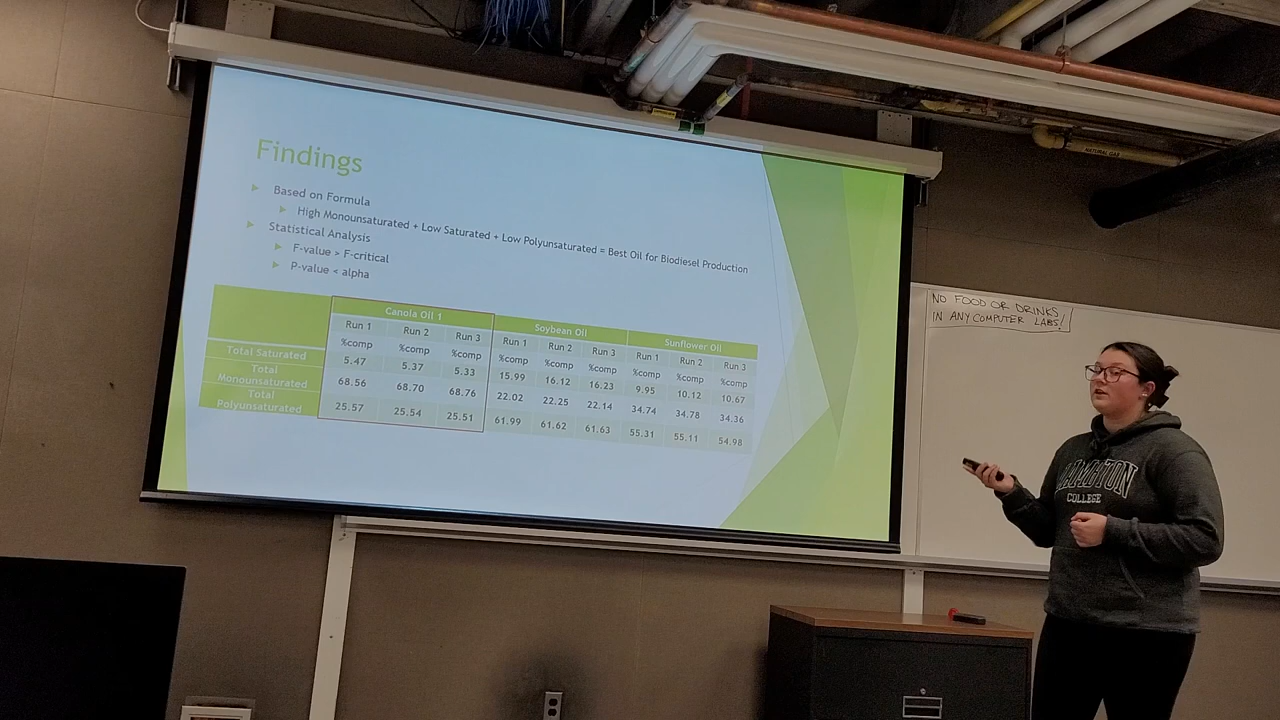 Findings
Based on Formula
High Monounsaturated + Low Saturated + Low Polyunsaturated = Best Oil for Biodiesel Production
Statistical Analysis
F-value > F-critical
P-value < alpha
Canola Oil 1 Soybean Oil Sunflower Oil
Run 1 Run 2 Run 3 Run 1 Run 2 Run 3 Run 1 Run 2 Run 3
%comp %comp %comp %comp %comp %comp %comp %comp %comp
Total Saturated 5.47 5.37 5.33 15.99 16.12 16.23 9.95 10.12 10.67
Total Monounsaturated 68.56 68.70 68.76 22.02 22.25 22.14 34.74 34.78 34.36
Total Polyunsaturated 25.57 25.54 25.51 61.99 61.62 61.63 55.31 55.11 54.98
NO FOOD OR DRINKS
IN ANY COMPUTER LABS!
NATURAL GAS
COLLEGE